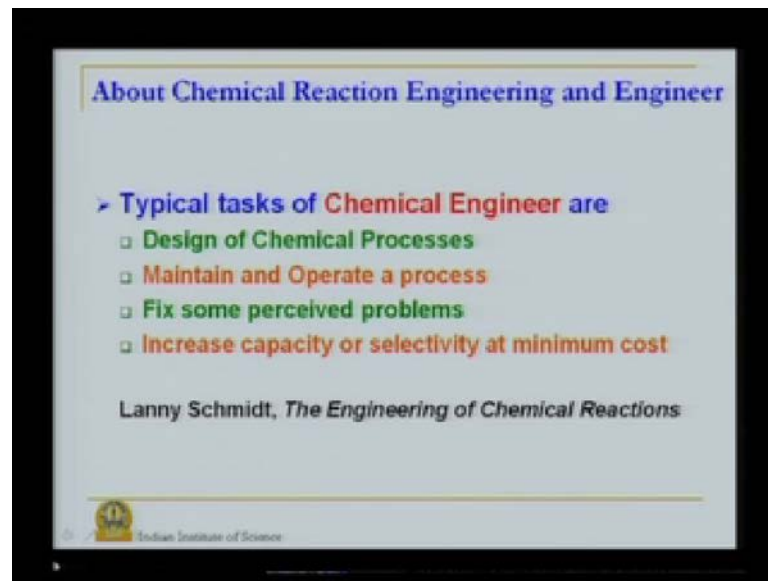 About Chemical Reaction Engineering and Engineer
➢ Typical tasks of Chemical Engineer are
❑ Design of Chemical Processes
❑ Maintain and Operate a process
❑ Fix some perceived problems
❑ Increase capacity or selectivity at minimum cost
Lanny Schmidt, The Engineering of Chemical Reactions
Indian Institute of Science